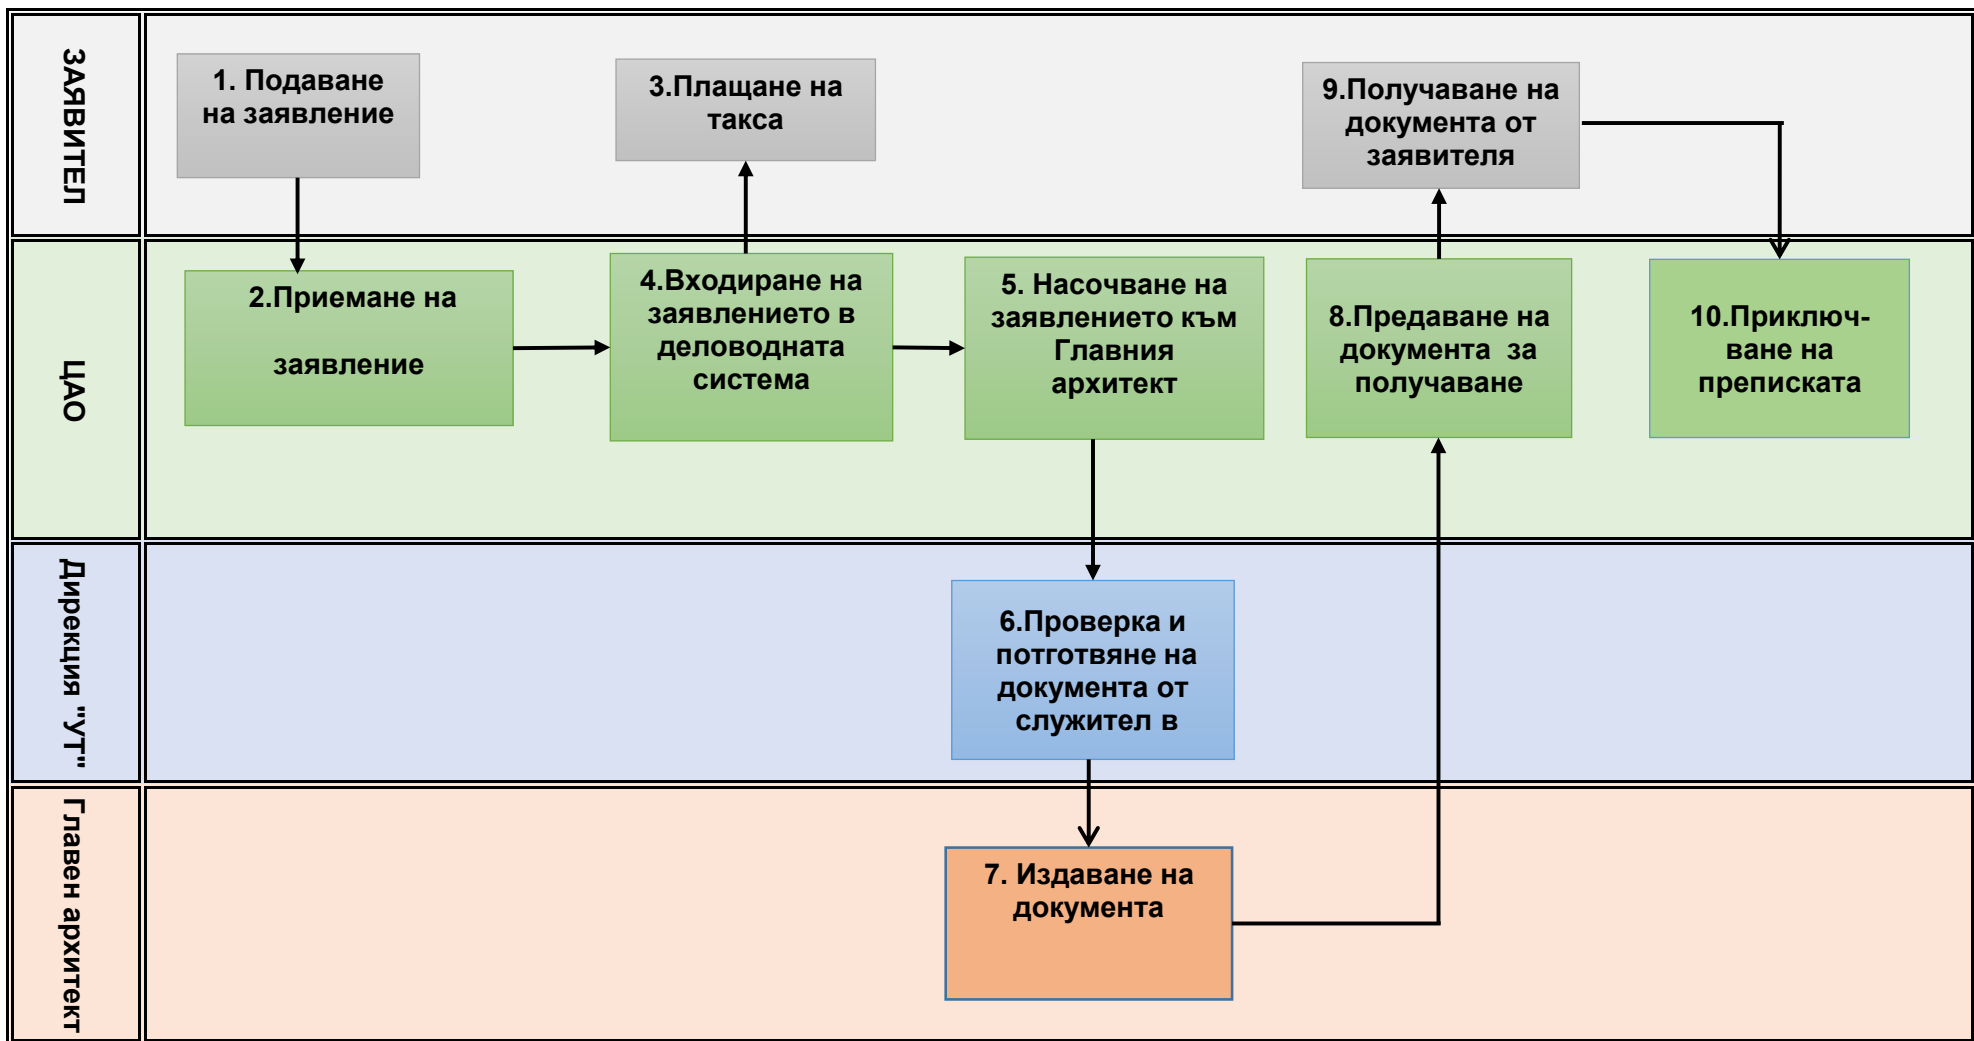 ЗАЯВИТЕЛ
1. Подаване
на заявление
3.Плащане на
такса
9.Получаване на
документа от
заявителя
ЦАО
2.Приемане на
заявление
4.Входиране на
заявлението в
деловодната
система
5. Насочване на
заявлението към
Главния
архитект
8.Предаване на
документа за
получаване
10.Приключ-
ване на
преписката
Дирекция "УТ"
6.Проверка и
потготвяне на
документа от
служител в
Главен архитект
7. Издаване на
документа